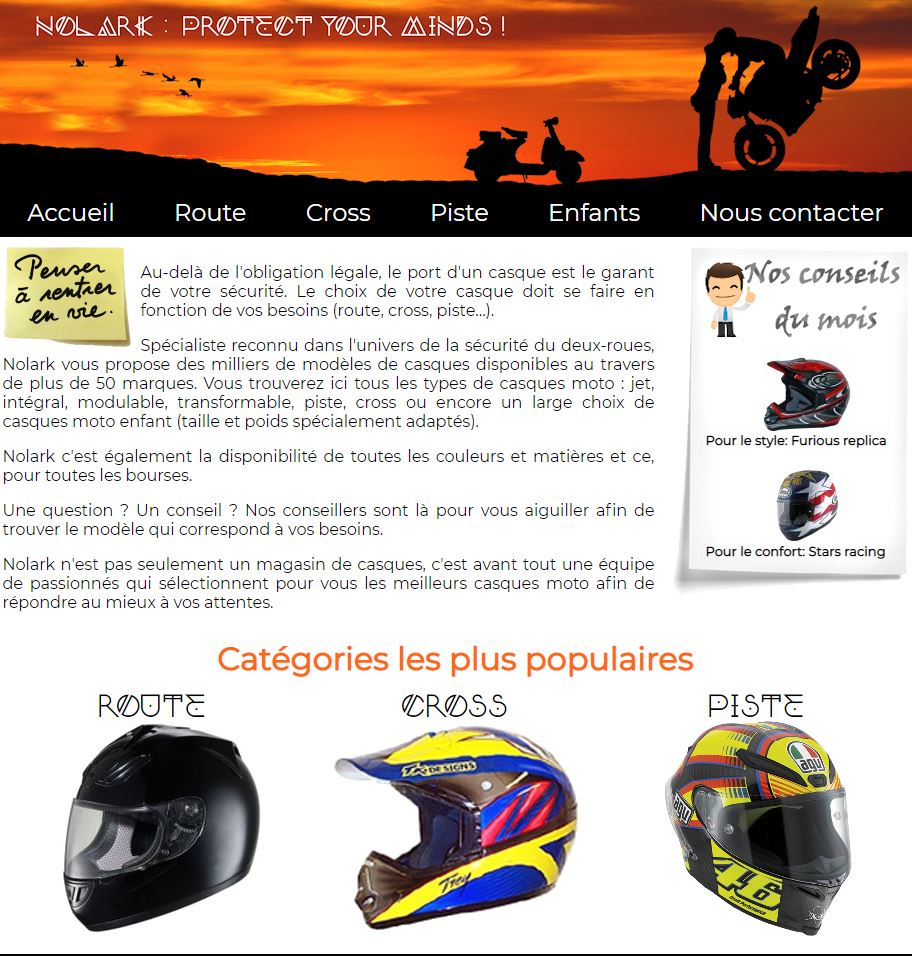 NOLARK : PROTECT YOUR MINDS !
Accueil Route Cross Piste Enfants Nous contacter
Penser
à rentrer
en vie.
Au-delà de l'obligation légale, le port d'un casque est le garant
de votre sécurité. Le choix de votre casque doit se faire en
fonction de vos besoins (route, cross, piste...).
Spécialiste reconnu dans l'univers de la sécurité du deux-roues,
Nolark vous propose des milliers de modèles de casques disponibles au travers
de plus de 50 marques. Vous trouverez ici tous les types de casques moto : jet,
intégral, modulable, transformable, piste, cross ou encore un large choix de
casques moto enfant (taille et poids spécialement adaptés).
Nolark c'est également la disponibilité de toutes les couleurs et matières et ce,
pour toutes les bourses.
Une question ? Un conseil ? Nos conseillers sont là pour vous aiguiller afin de
trouver le modèle qui correspond à vos besoins.
Nolark n'est pas seulement un magasin de casques, c'est avant tout une équipe
de passionnés qui sélectionnent pour vous les meilleurs casques moto afin de
répondre au mieux à vos attentes.
Nos conseils
du mois
Pour le style: Furious replica
Pour le confort: Stars racing
Catégories les plus populaires
ROUTE
CROSS
PISTE
DESIGNS
Troy
agv
agv
46